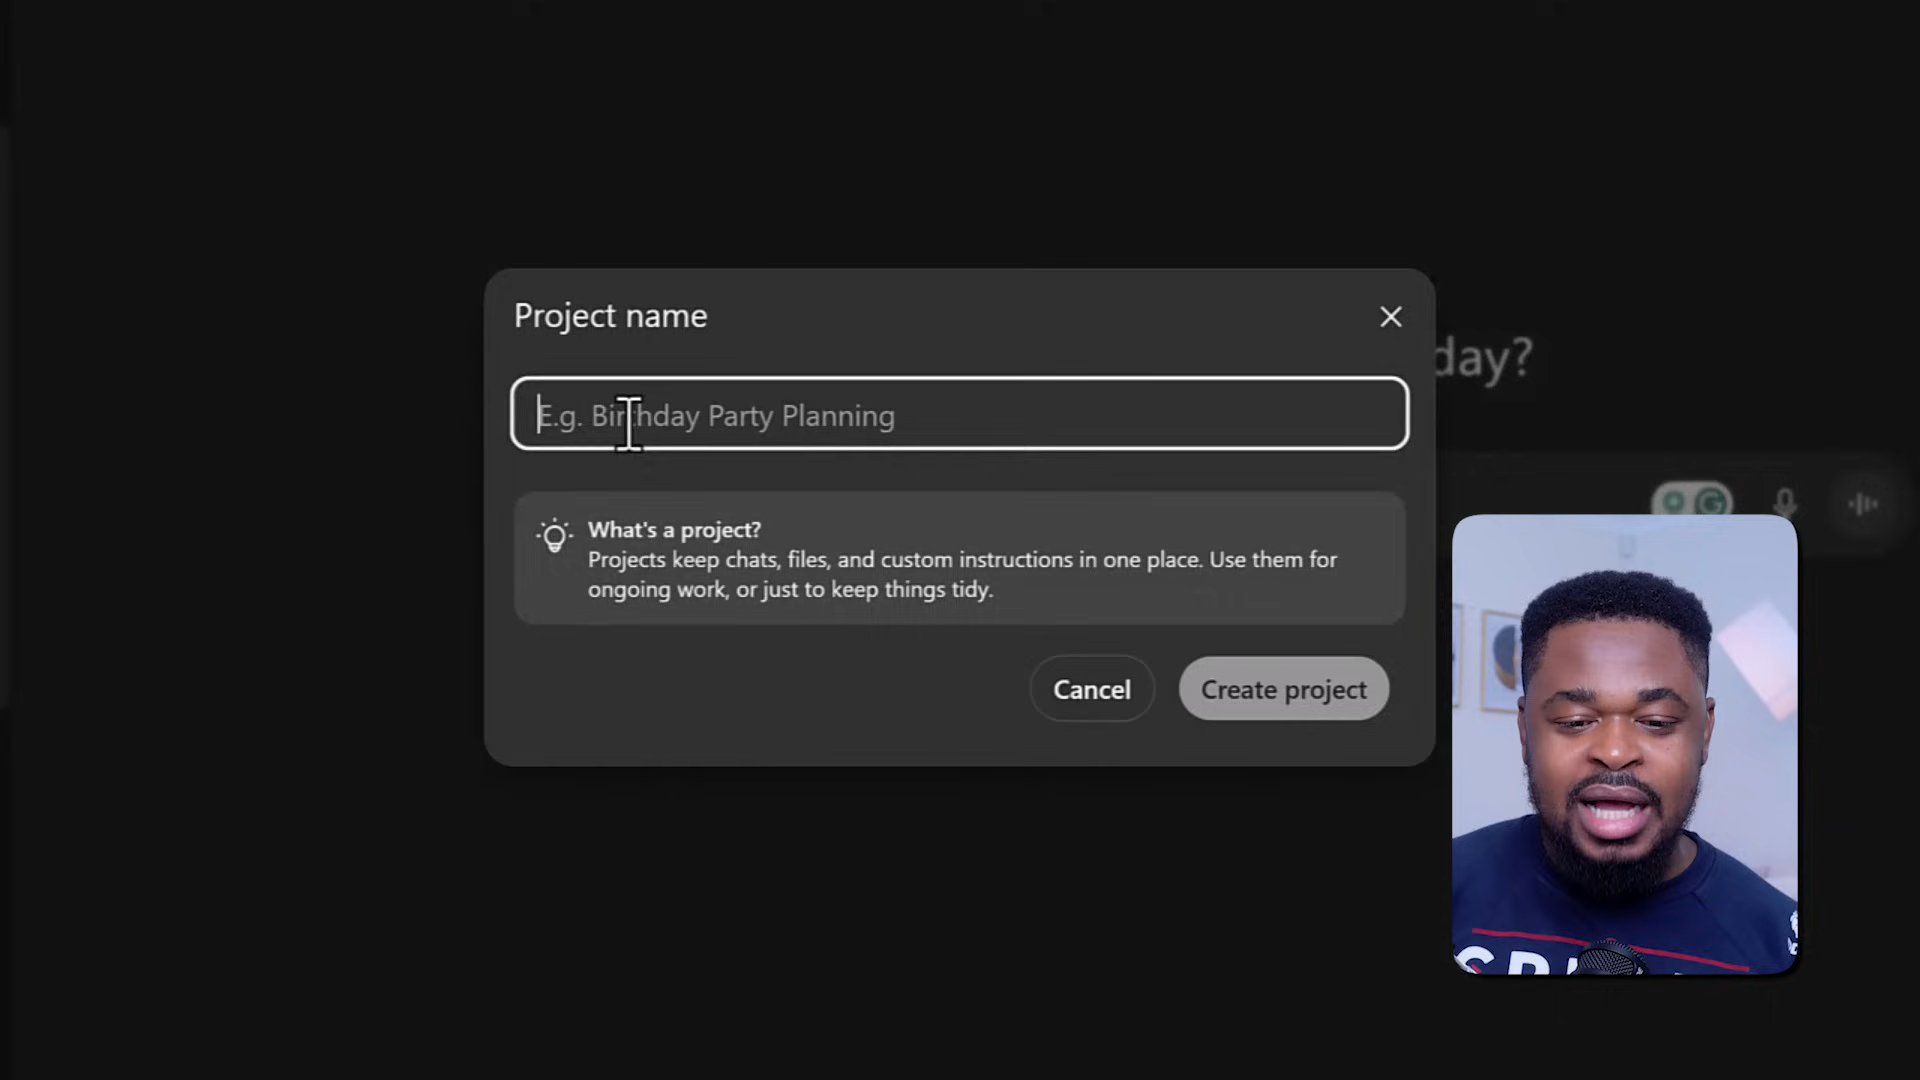 Project name
day?
E.g. Birthday Party Planning
What's a project?
Projects keep chats, files, and custom instructions in one place. Use them for
ongoing work, or just to keep things tidy.
Cancel
Create project